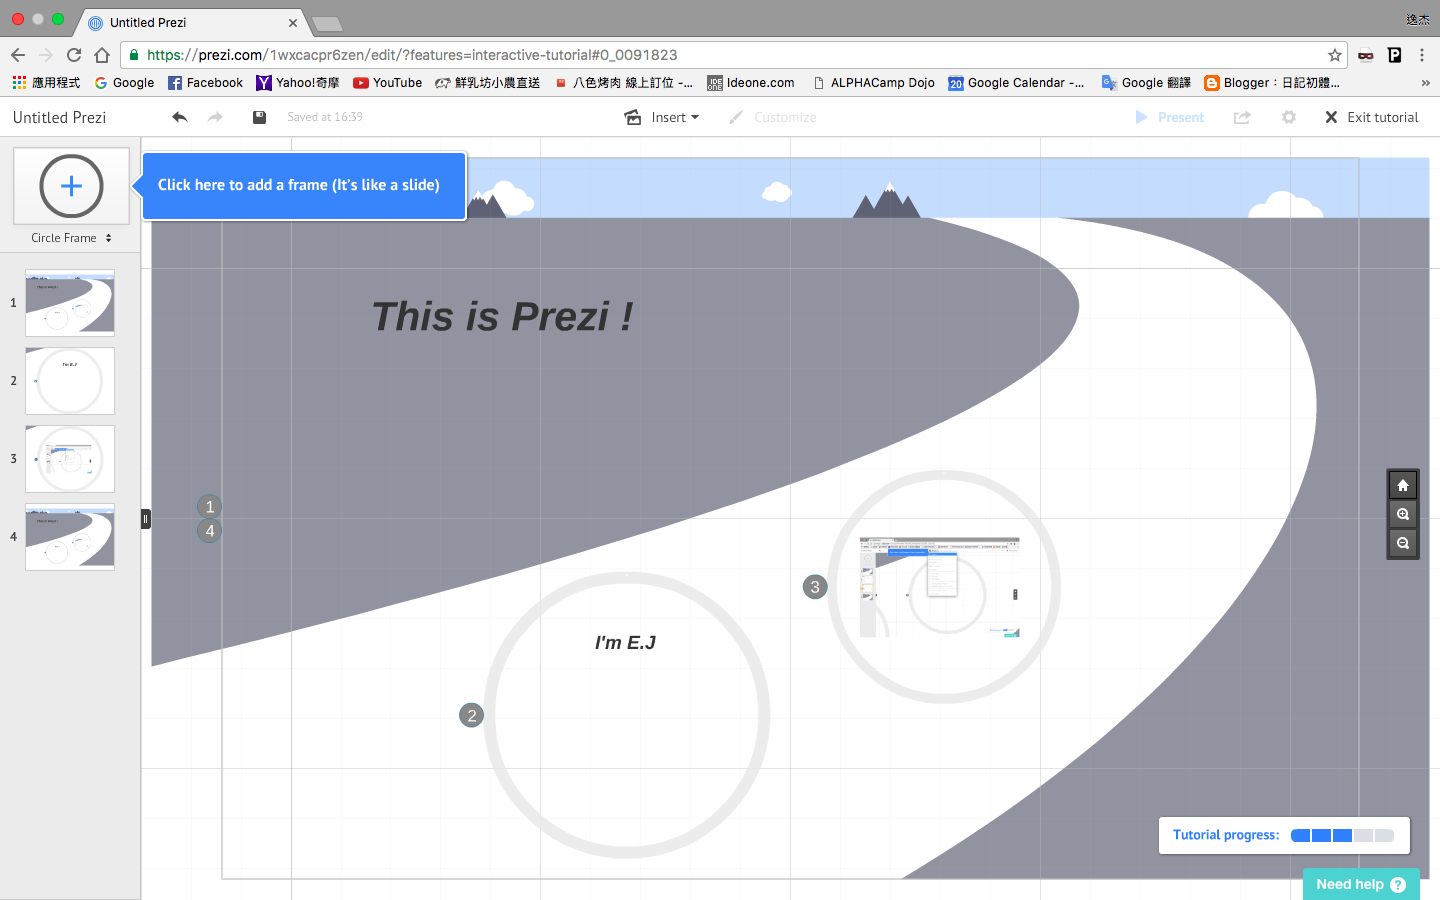 Untitled Prezi
逸杰
https://prezi.com/1wxcacpr6zen/edit/?features=interactive-tutorial#0_0091823
應用程式 Google Facebook Yahoo!奇摩 YouTube 鮮乳坊小農直送 八色烤肉 線上訂位 -... Ideone.com ALPHACamp Dojo Google Calendar -... Google 翻譯 Blogger：日記初體...
Untitled Prezi Saved at 16:39 Insert Customize Present Exit tutorial
Click here to add a frame (It's like a slide)
Circle Frame
1
2
3
4
This is Prezi !
1
4
3
I'm E.J
2
Tutorial progress:
Need help ?